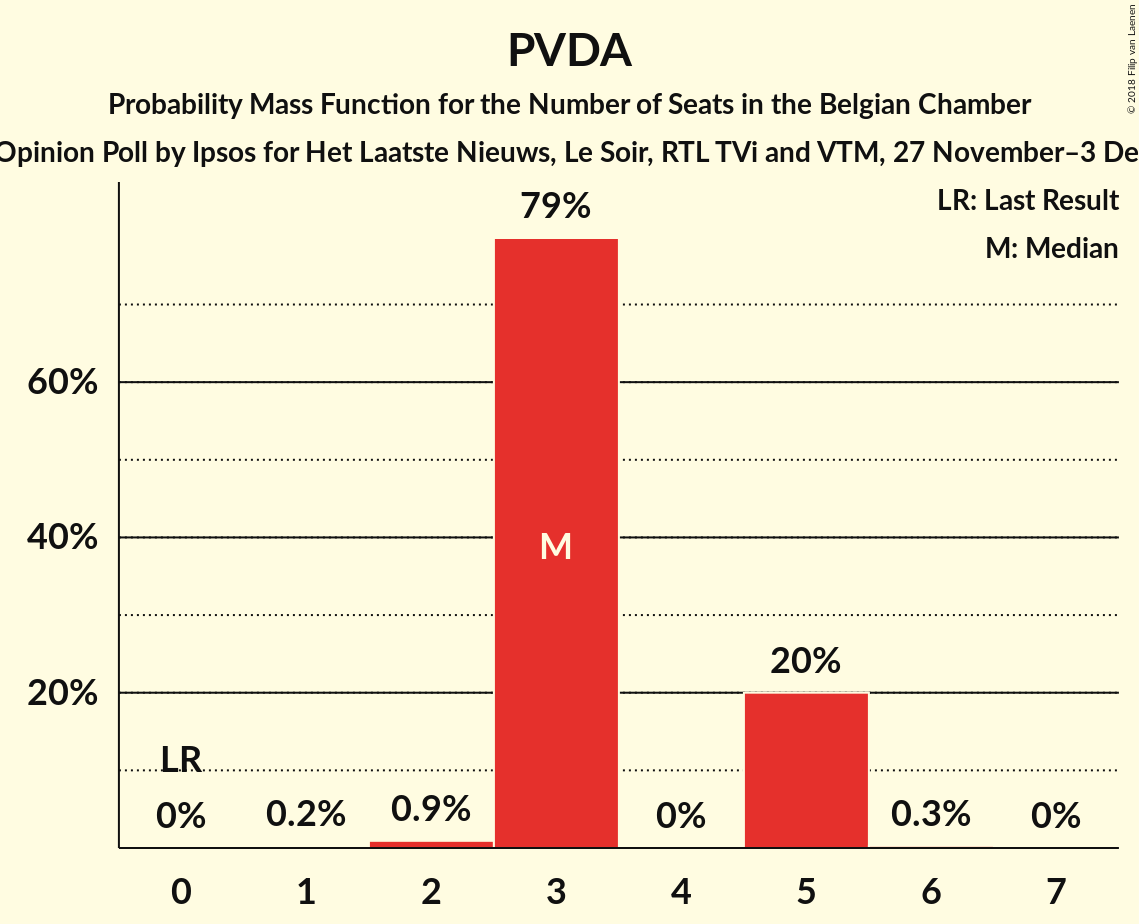 PVDA
Probability Mass Function for the Number of Seats in the Belgian Chamber
Opinion Poll by Ipsos for Het Laatste Nieuws, Le Soir, RTL TVi and VTM, 27 November–3 De
© 2018 Filip van Laenen
LR: Last Result
M: Median
79%
60%
M
40%
20%
20%
LR
0%
0.2%
0.9%
0%
0.3%
0%
0
1
2
3
4
5
6
7